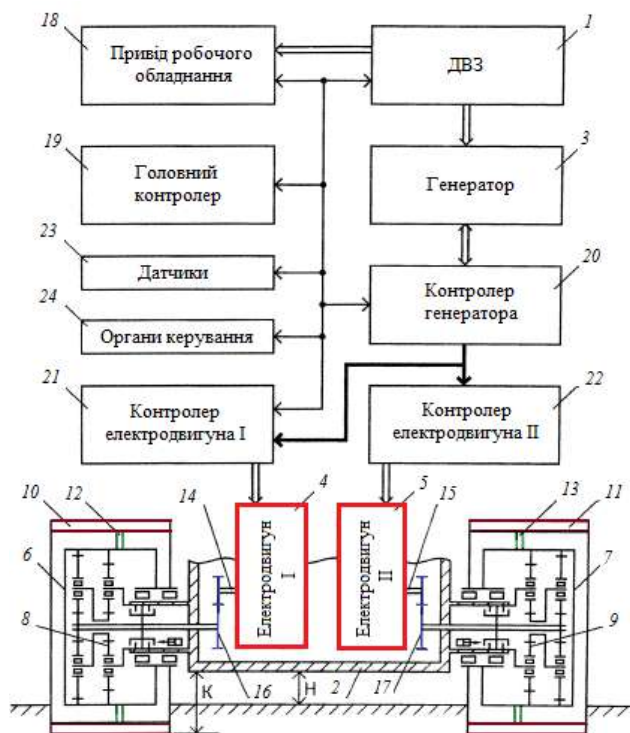 18
Привід робочого
обладнання
1
ДВЗ
19
Головний
контролер
3
Генератор
23
Датчики
20
Контролер
генератора
24
Органи керування
21
Контролер
електродвигуна I
22
Контролер
електродвигуна II
10
12
14
4
5
15
13
11
6
Електродвигун
I
Електродвигун
II
7
8
9
К
16
Н
2
17